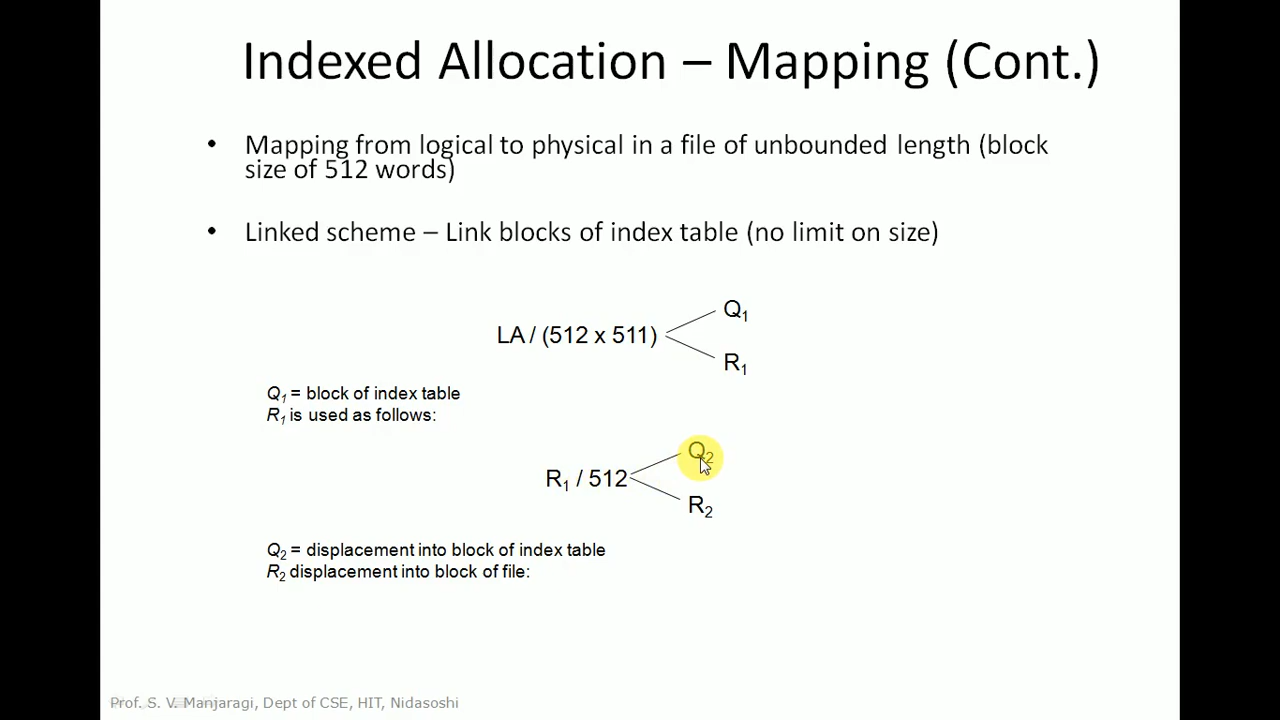 Indexed Allocation – Mapping (Cont.)
• Mapping from logical to physical in a file of unbounded length (block
size of 512 words)
• Linked scheme – Link blocks of index table (no limit on size)
Q1
LA / (512 x 511)
R1
Q1 = block of index table
R1 is used as follows:
Q2
R1 / 512
R2
Q2 = displacement into block of index table
R2 displacement into block of file:
Prof. S. V. Manjaragi, Dept of CSE, HIT, Nidasoshi